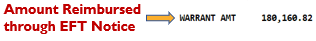 Amount Reimbursed
through EFT Notice
WARRANT AMT 180,160.82